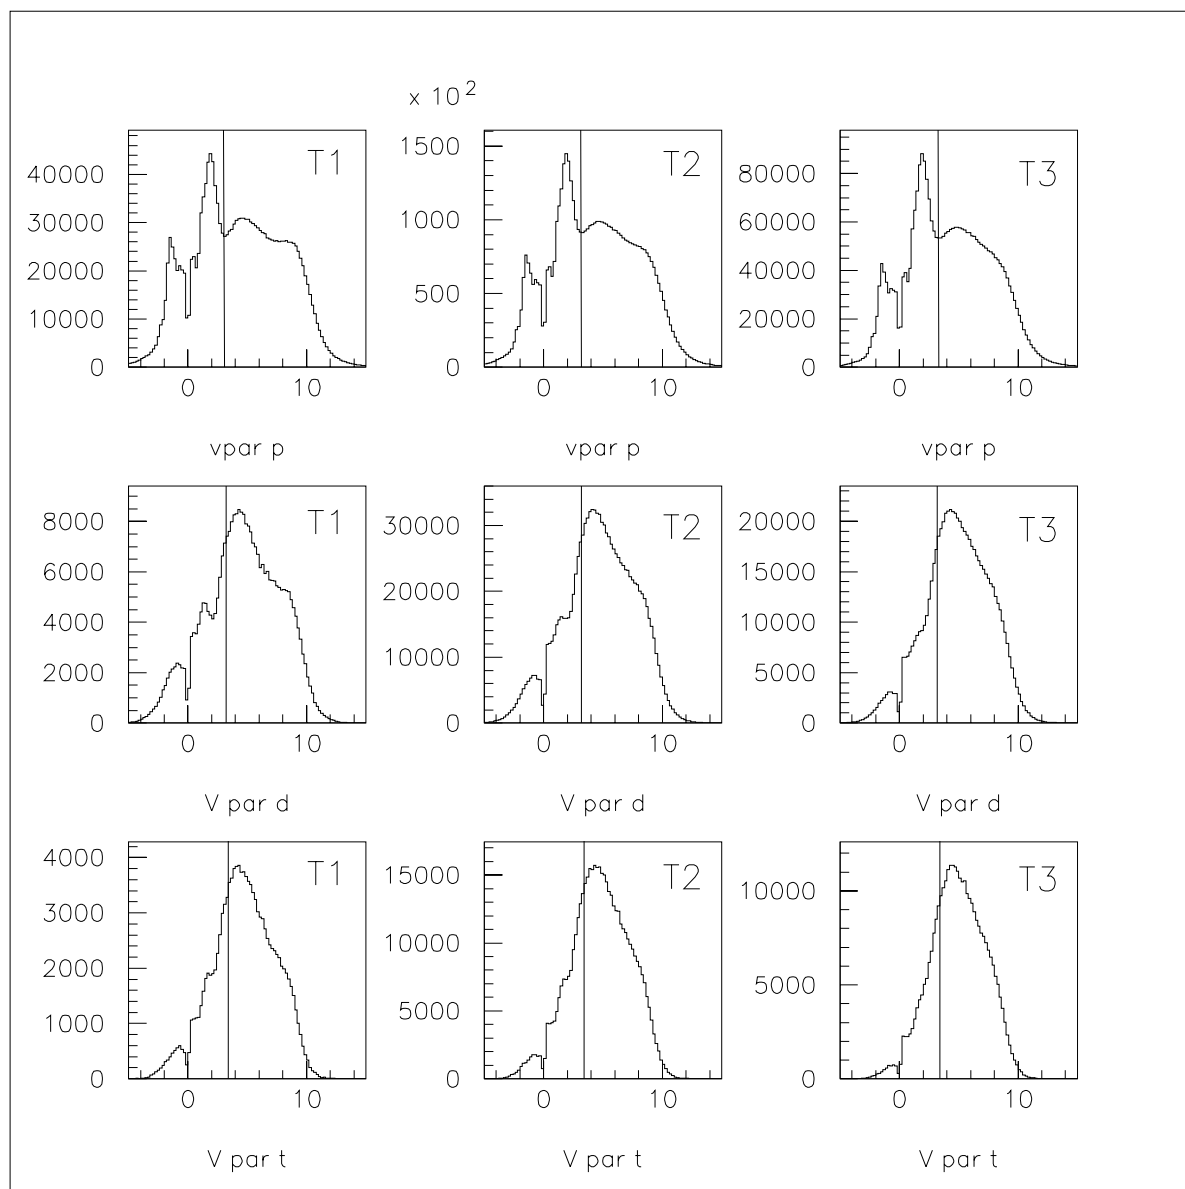 x 10 2
T1 T2 T3
40000 30000 20000 10000 0
1500 1000 500 0
80000 60000 40000 20000 0
0 10 0 10 0 10
vpar p vpar p vpar p
T1 T2 T3
8000 6000 4000 2000 0
30000 20000 10000 0
20000 15000 10000 5000 0
0 10 0 10 0 10
V par d V par d V par d
T1 T2 T3
4000 3000 2000 1000 0
15000 10000 5000 0
10000 5000 0
0 10 0 10 0 10
V par t V par t V par t